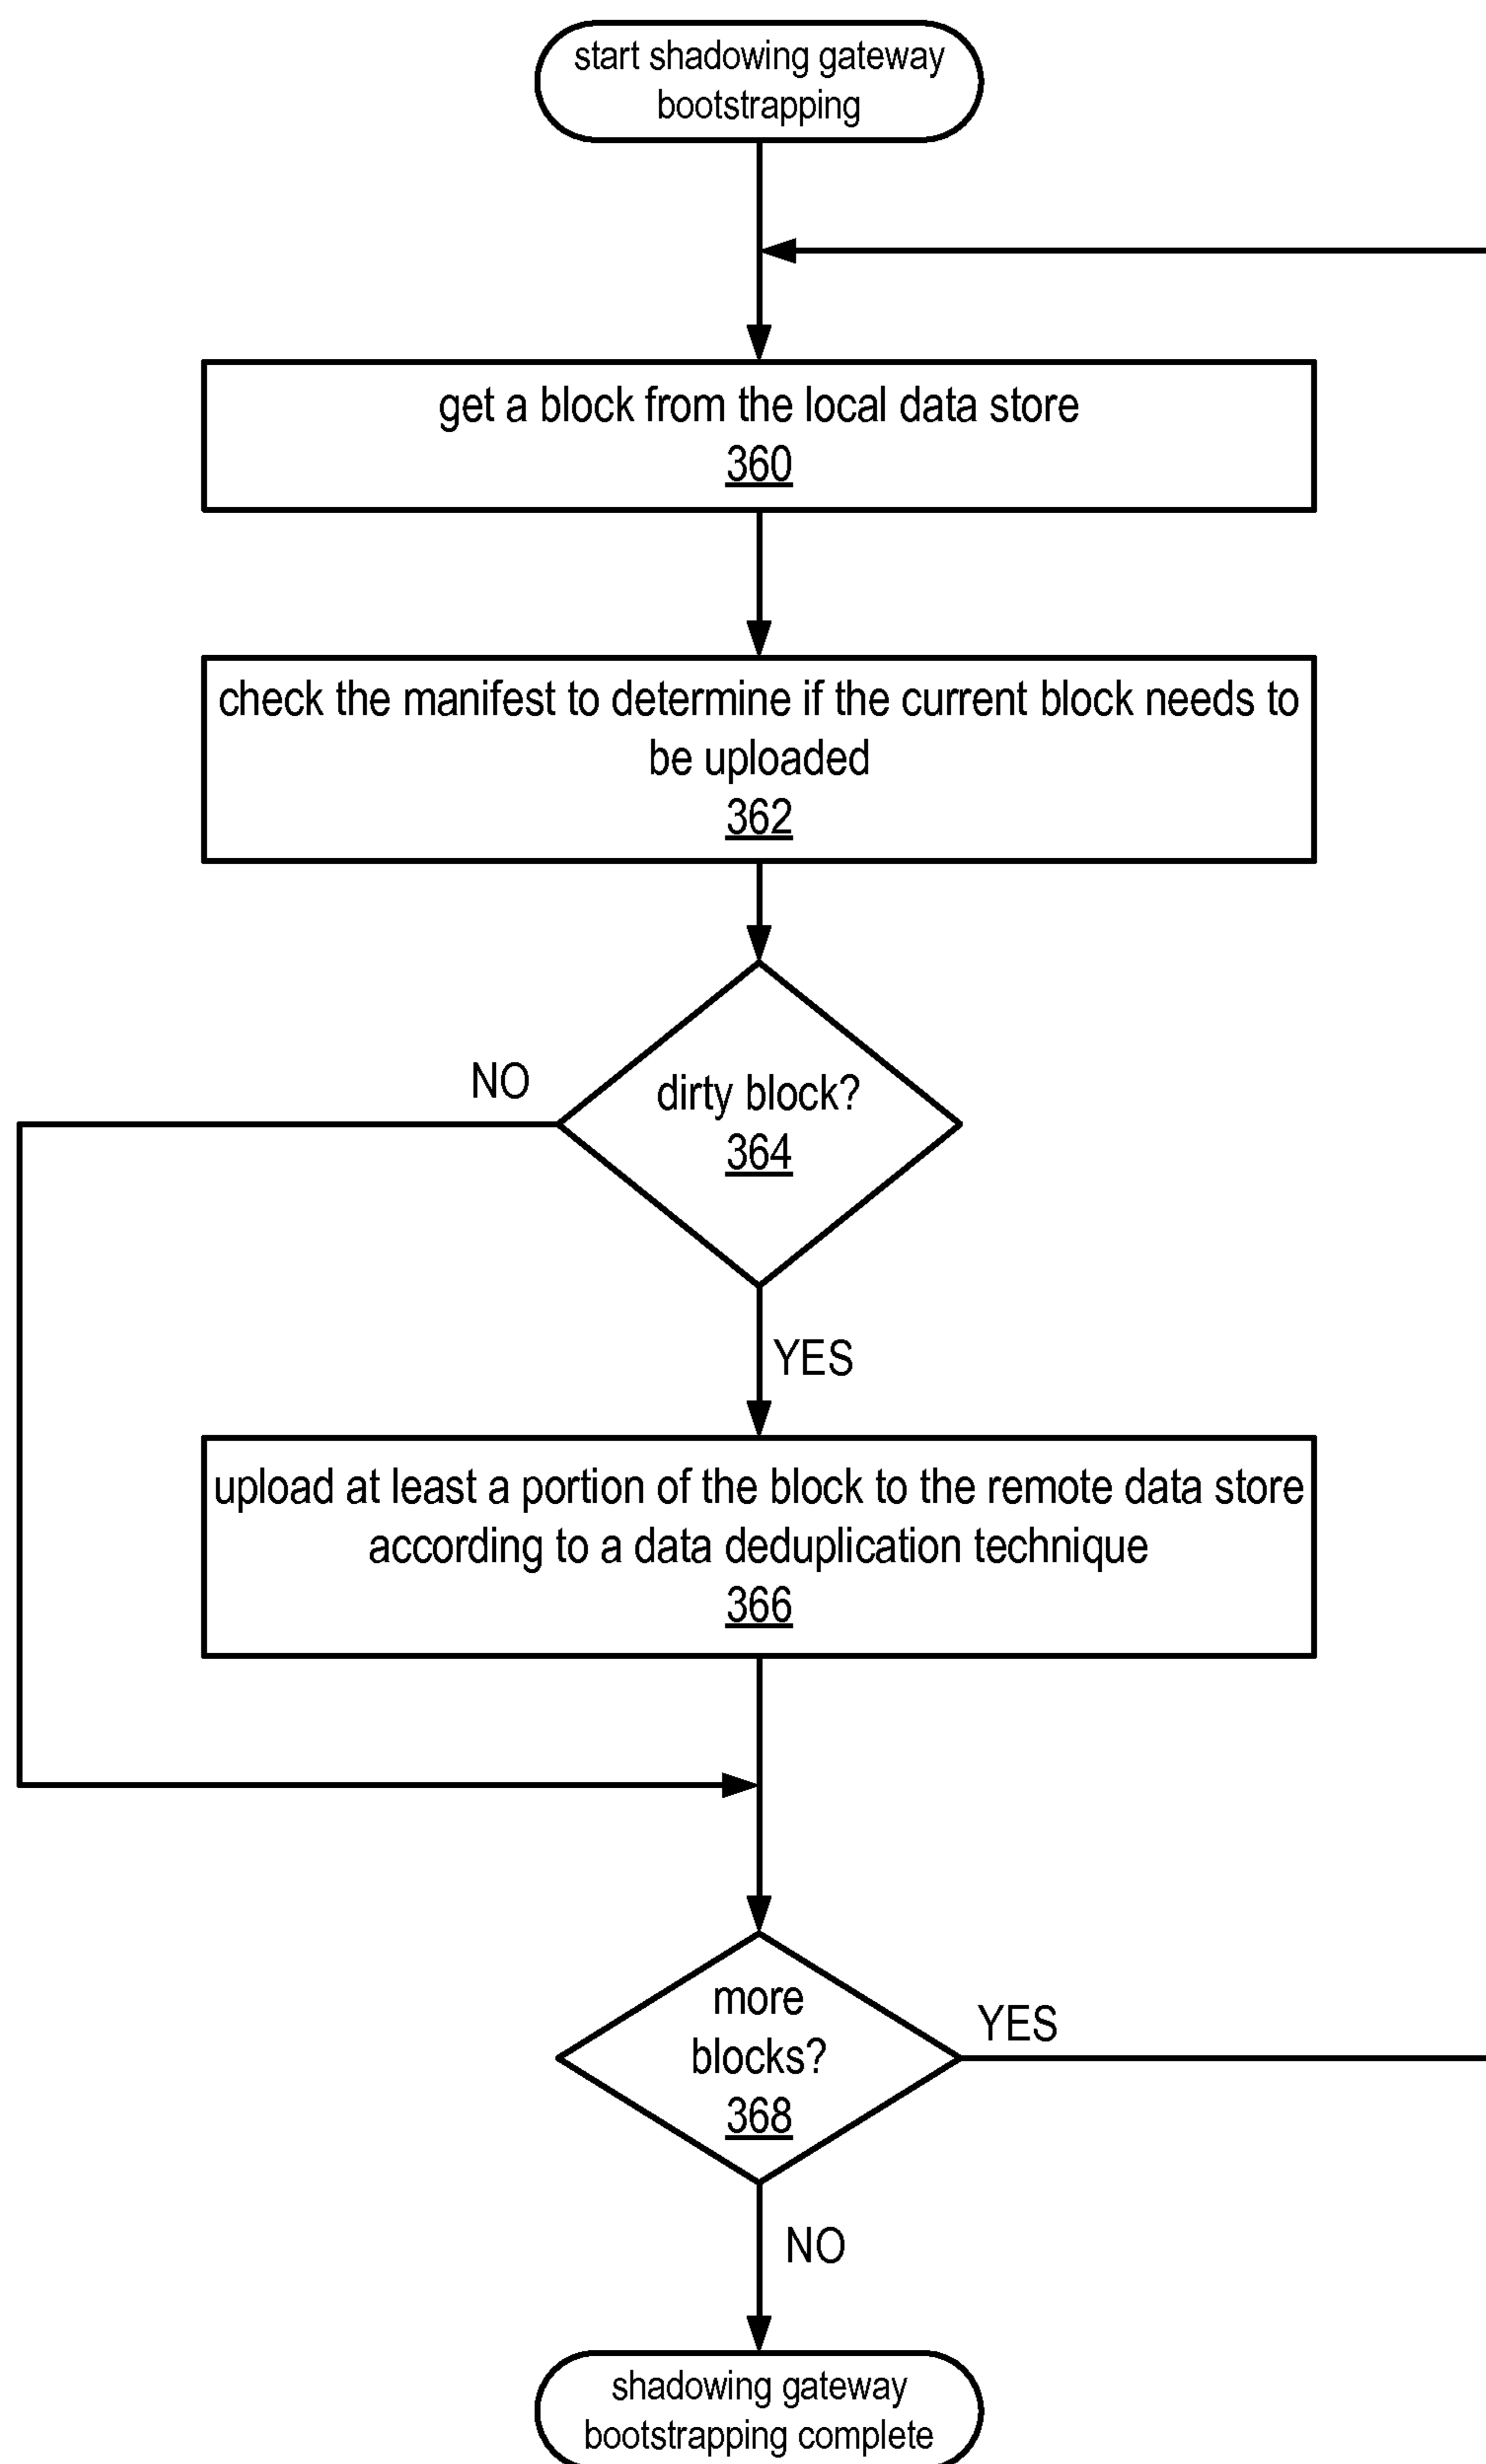 start shadowing gateway
bootstrapping
get a block from the local data store
360
check the manifest to determine if the current block needs to
be uploaded
362
dirty block?
364
NO
YES
upload at least a portion of the block to the remote data store
according to a data deduplication technique
366
more
blocks?
368
YES
NO
shadowing gateway
bootstrapping complete